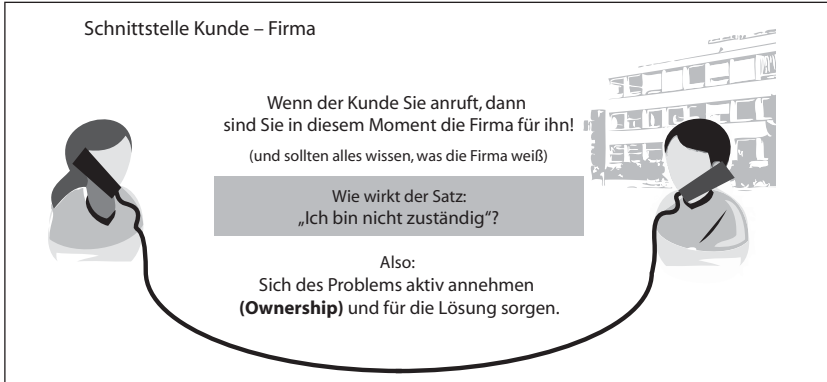 Schnittstelle Kunde – Firma
Wenn der Kunde Sie anruft, dann
sind Sie in diesem Moment die Firma für ihn!
(und sollten alles wissen, was die Firma weiß)
Wie wirkt der Satz:
„Ich bin nicht zuständig“?
Also:
Sich des Problems aktiv annehmen
(Ownership) und für die Lösung sorgen.